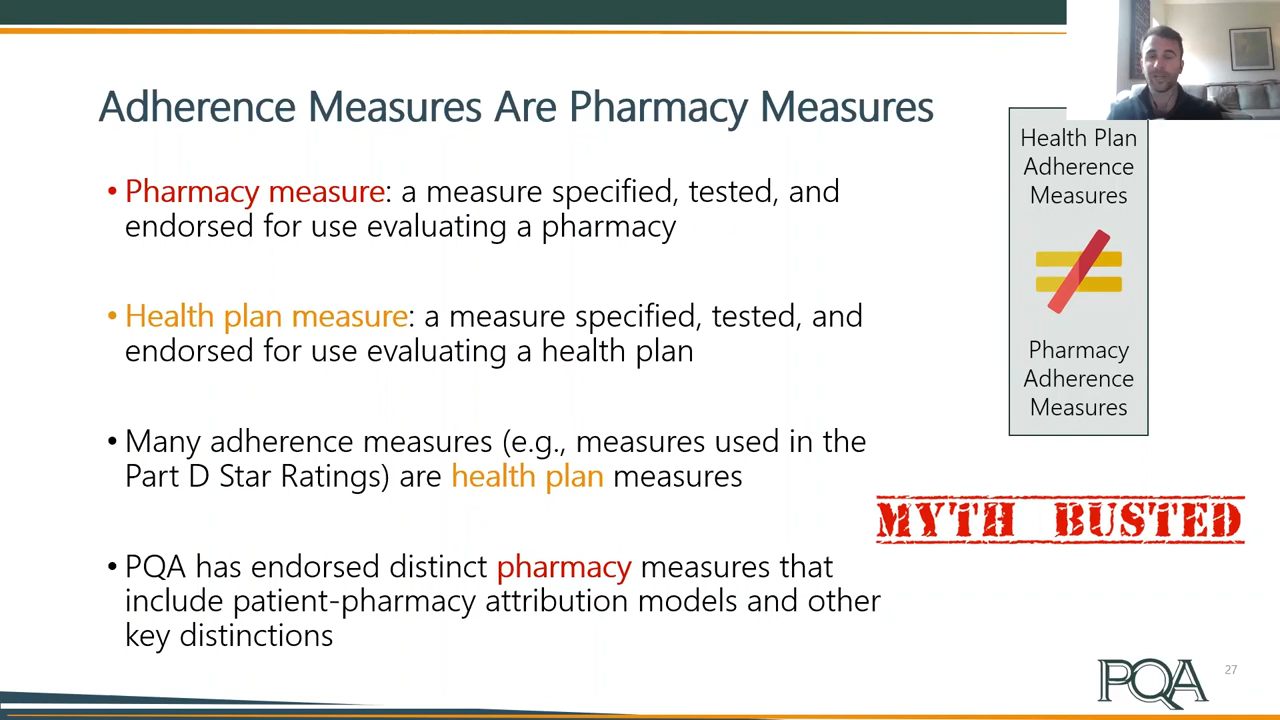 Adherence Measures Are Pharmacy Measures
• Pharmacy measure: a measure specified, tested, and
endorsed for use evaluating a pharmacy
• Health plan measure: a measure specified, tested, and
endorsed for use evaluating a health plan
• Many adherence measures (e.g., measures used in the
Part D Star Ratings) are health plan measures
• PQA has endorsed distinct pharmacy measures that
include patient-pharmacy attribution models and other
key distinctions
Health Plan
Adherence
Measures
Pharmacy
Adherence
Measures
MYTH BUSTED
PQA
27